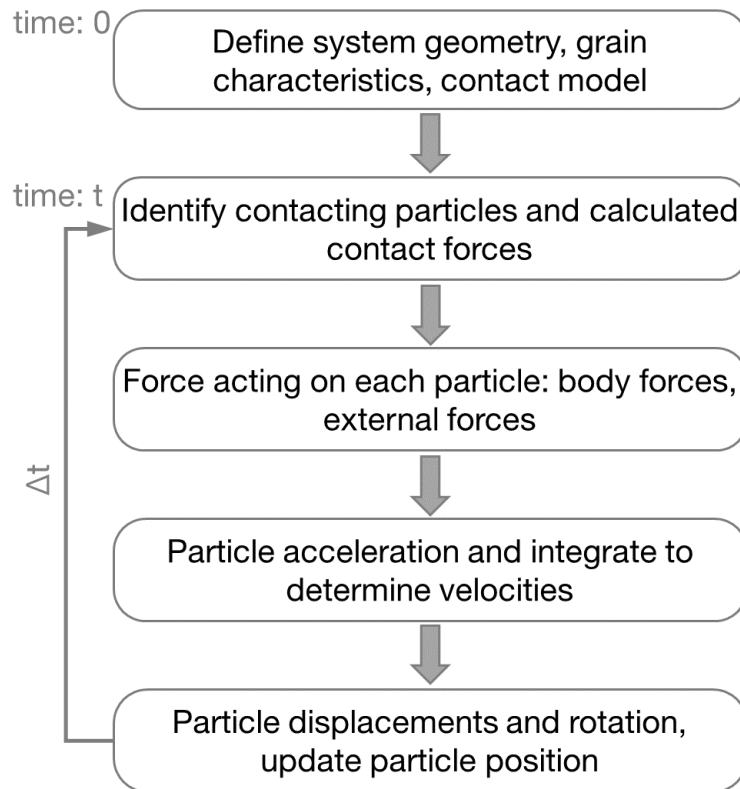 time: 0
Define system geometry, grain
characteristics, contact model
time: t
Identify contacting particles and calculated
contact forces
Force acting on each particle: body forces,
external forces
Δt
Particle acceleration and integrate to
determine velocities
Particle displacements and rotation,
update particle position